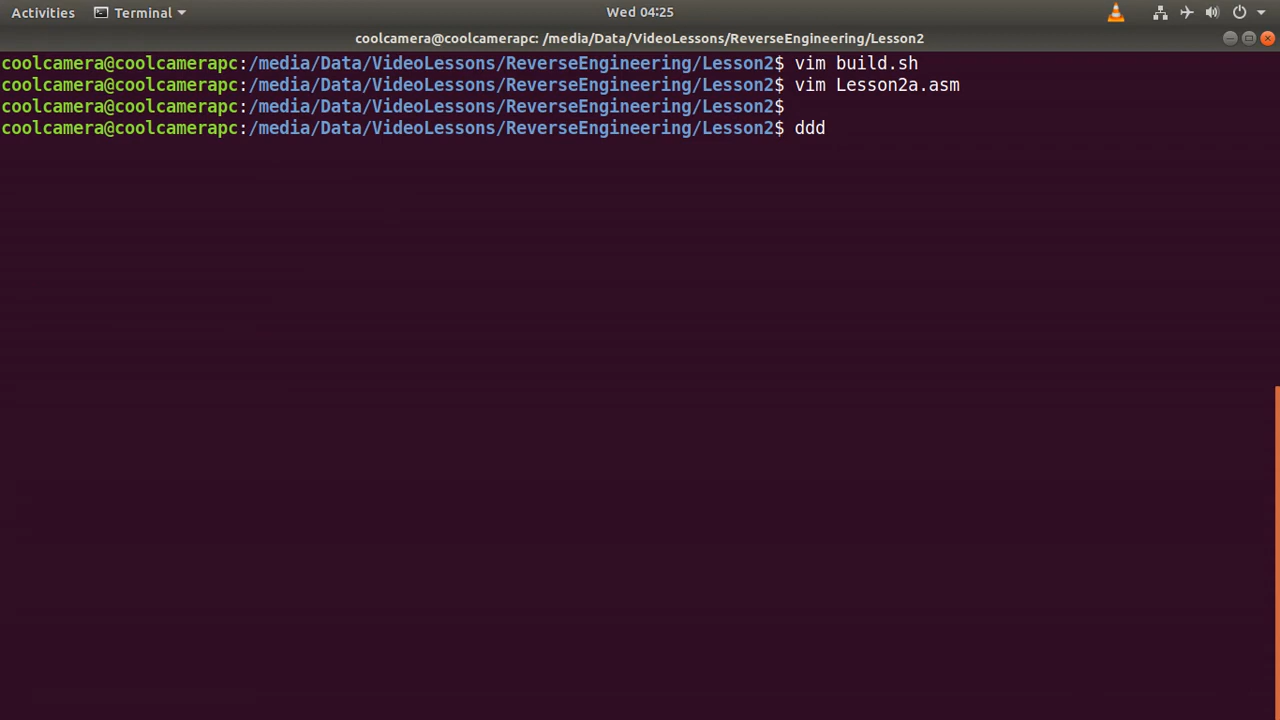 Activities Terminal Wed 04:25
coolcamera@coolcamerapc: /media/Data/VideoLessons/ReverseEngineering/Lesson2
coolcamera@coolcamerapc:/media/Data/VideoLessons/ReverseEngineering/Lesson2$ vim build.sh
coolcamera@coolcamerapc:/media/Data/VideoLessons/ReverseEngineering/Lesson2$ vim Lesson2a.asm
coolcamera@coolcamerapc:/media/Data/VideoLessons/ReverseEngineering/Lesson2$
coolcamera@coolcamerapc:/media/Data/VideoLessons/ReverseEngineering/Lesson2$ ddd